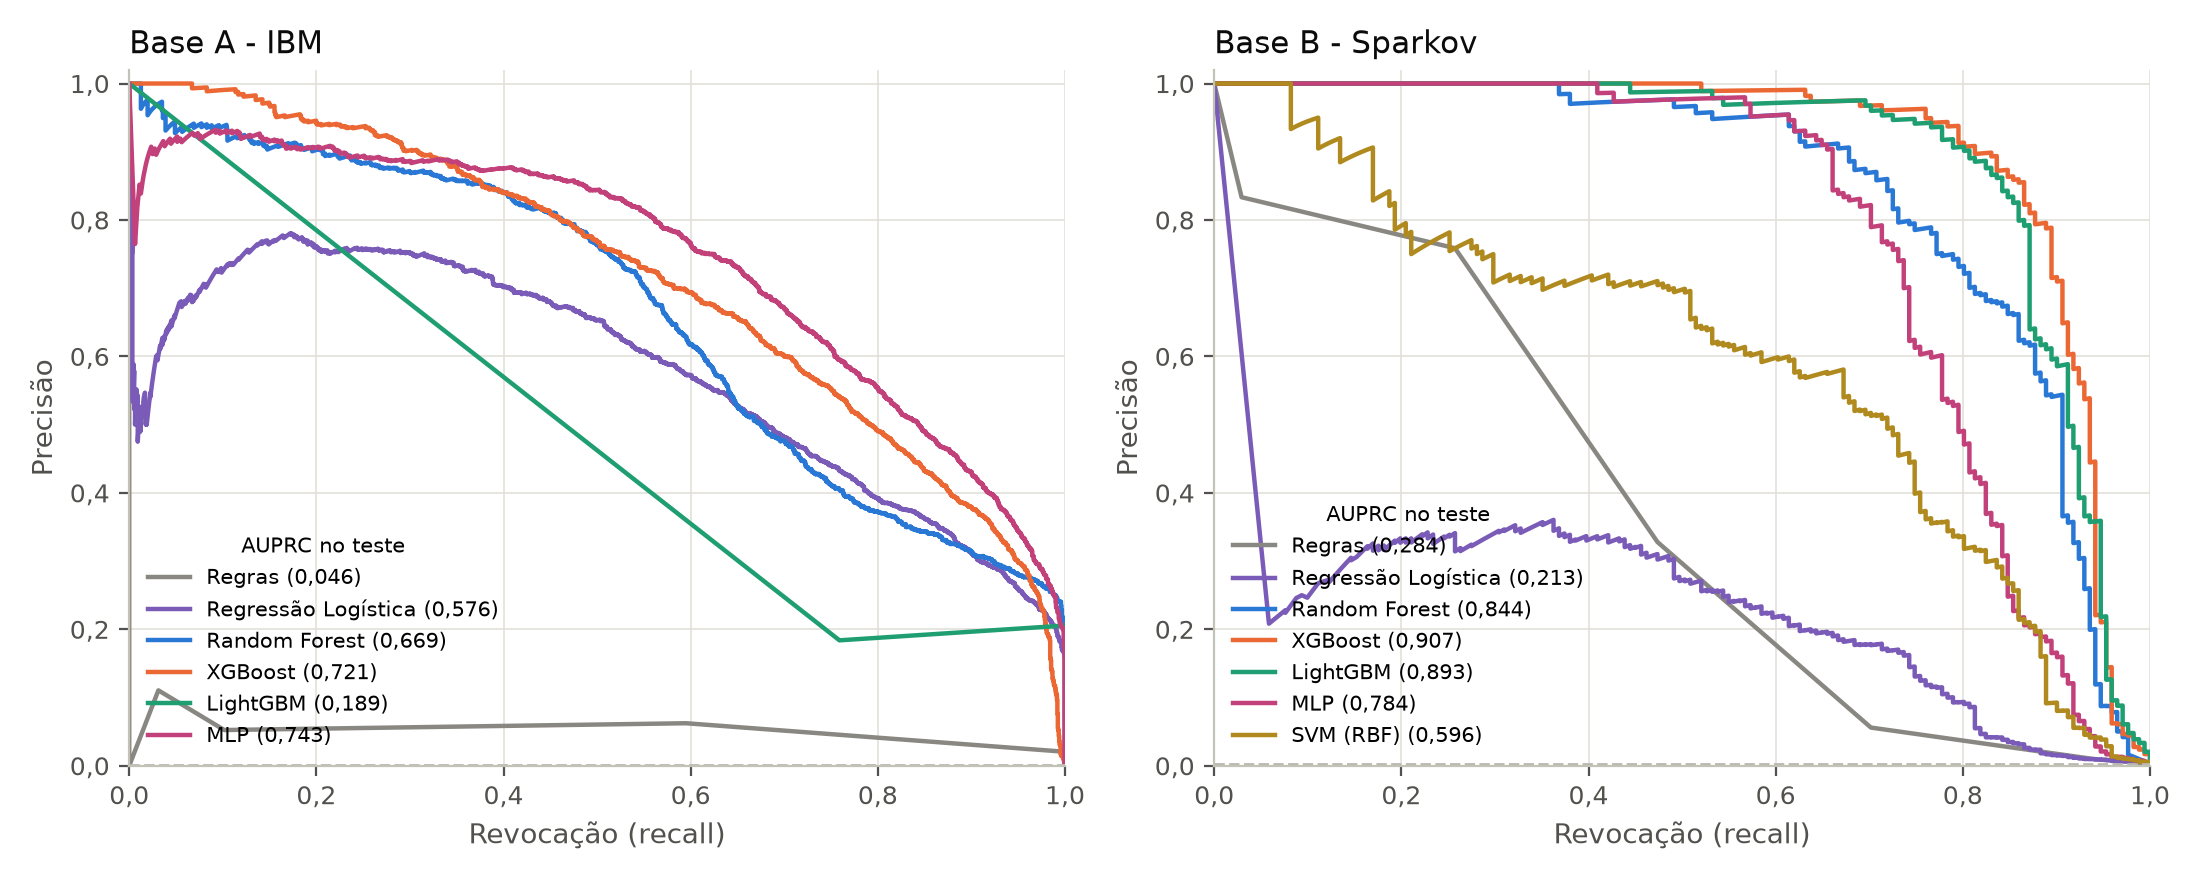 Base A - IBM
Precisão
1,0
0,8
0,6
0,4
0,2
0,0
AUPRC no teste
Regras (0,046)
Regressão Logística (0,576)
Random Forest (0,669)
XGBoost (0,721)
LightGBM (0,189)
MLP (0,743)
0,0 0,2 0,4 0,6 0,8 1,0
Revocação (recall)
Base B - Sparkov
Precisão
1,0
0,8
0,6
0,4
0,2
0,0
AUPRC no teste
Regras (0,284)
Regressão Logística (0,213)
Random Forest (0,844)
XGBoost (0,907)
LightGBM (0,893)
MLP (0,784)
SVM (RBF) (0,596)
0,0 0,2 0,4 0,6 0,8 1,0
Revocação (recall)